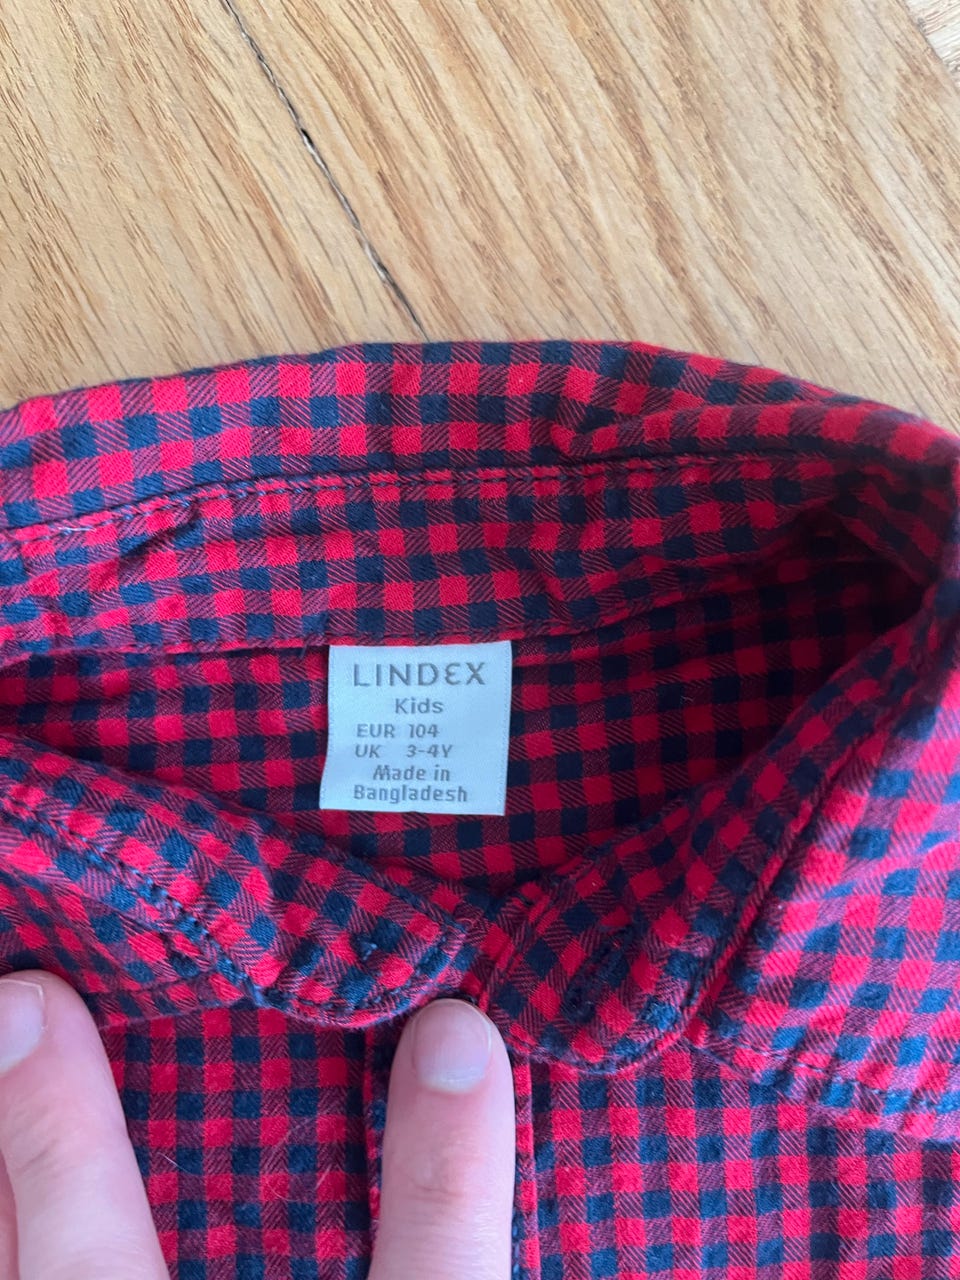 LINDEX
Kids
EUR 104
UK 3-4Y
Made in
Bangladesh